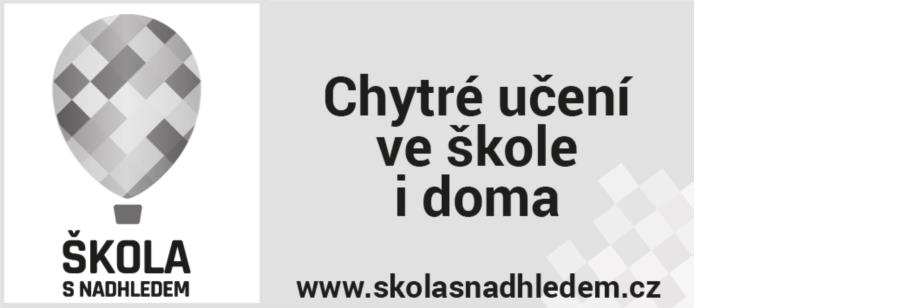 ŠKOLA
S NADHLEDEM
Chytré učení
ve škole
i doma
www.skolasnadhledem.cz